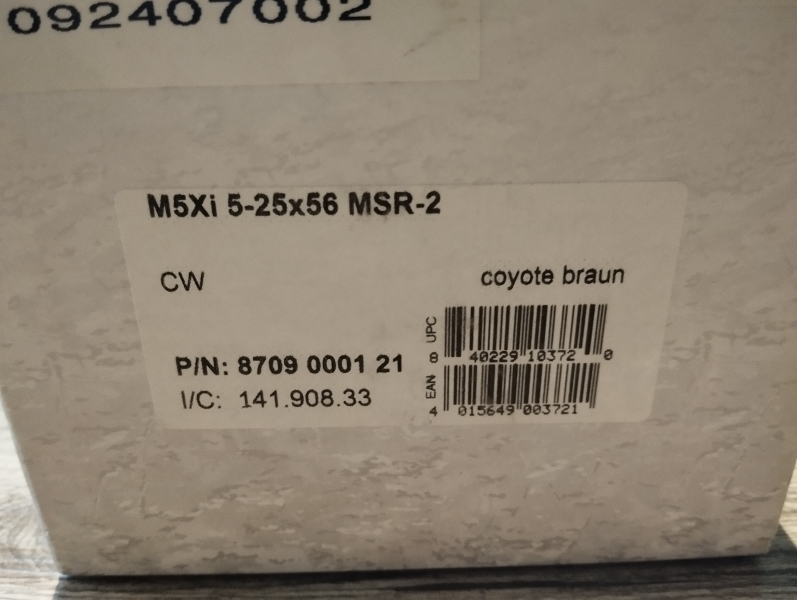 092407002
M5Xi 5-25x56 MSR-2
CW
coyote braun
P/N: 8709 0001 21
I/C: 141.908.33
UPC
8 40229 10372 0
EAN
4 015649 003721